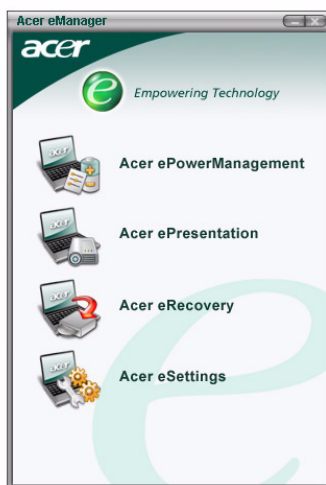 Acer eManager
acer
e Empowering Technology
Acer ePowerManagement
Acer ePresentation
Acer eRecovery
Acer eSettings